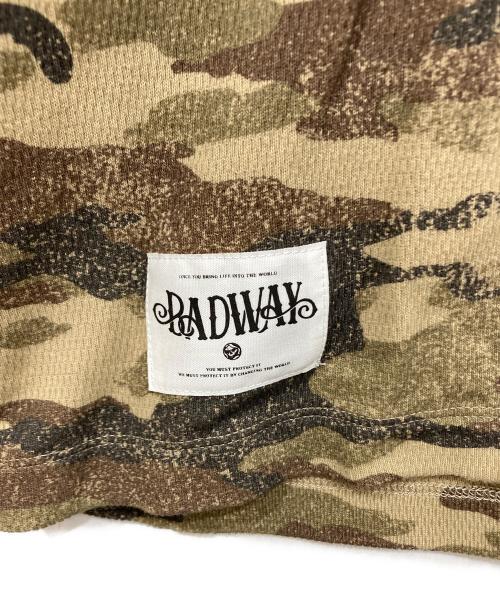 ONCE YOU BRING LIFE INTO THE WORLD
RADWAY
YOU MUST PROTECT IT
WE MUST PROTECT IT BY CHANGING THE WORLD